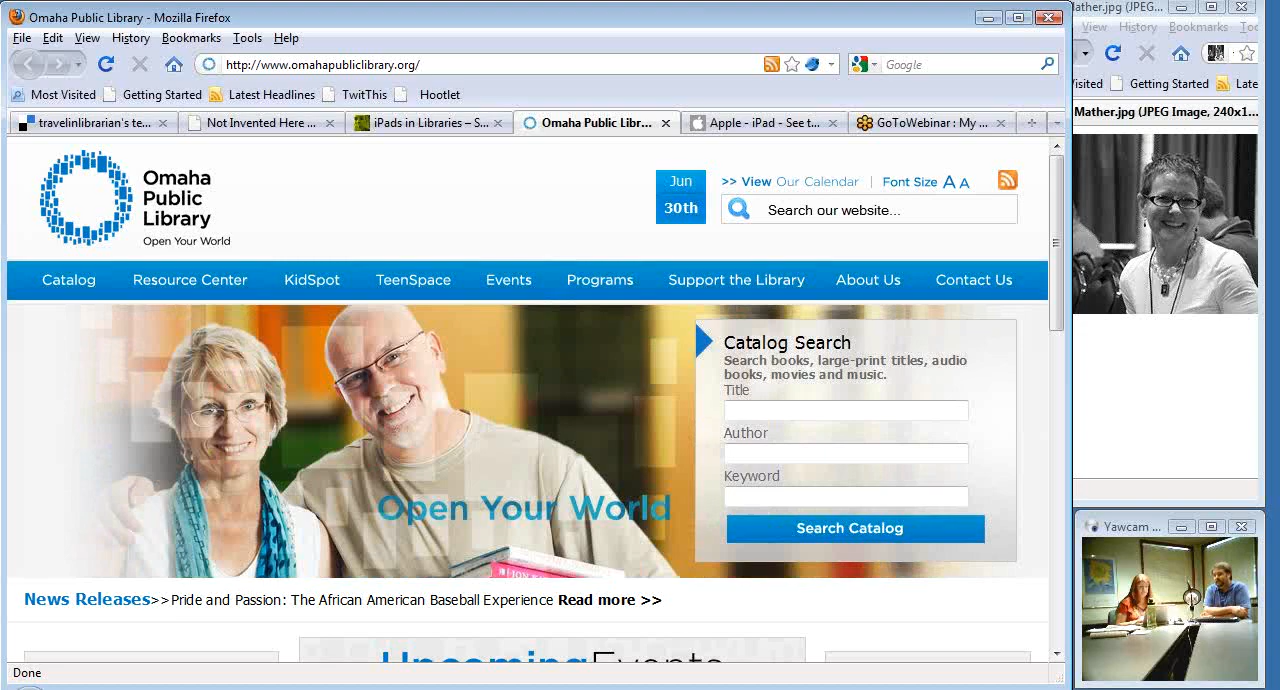 Omaha Public Library - Mozilla Firefox
File Edit View History Bookmarks Tools Help
http://www.omahapubliclibrary.org/
Google
Most Visited Getting Started Latest Headlines TwitThis Hootlet
travelinlibrarian's te... Not Invented Here ... iPads in Libraries – S... Omaha Public Libr... Apple - iPad - See t... GoToWebinar : My ...
Omaha
Public
Library
Open Your World
Jun
30th
>> View Our Calendar | Font Size A A
Search our website...
Catalog Resource Center KidSpot TeenSpace Events Programs Support the Library About Us Contact Us
Catalog Search
Search books, large-print titles, audio
books, movies and music.
Title
Author
Keyword
Search Catalog
Open Your World
News Releases>>Pride and Passion: The African American Baseball Experience Read more >>
Upcoming Events
Done
Mather.jpg (JPEG...
View History Bookmarks
Visited Getting Started Late
Mather.jpg (JPEG Image, 240x1...
Yawcam ...